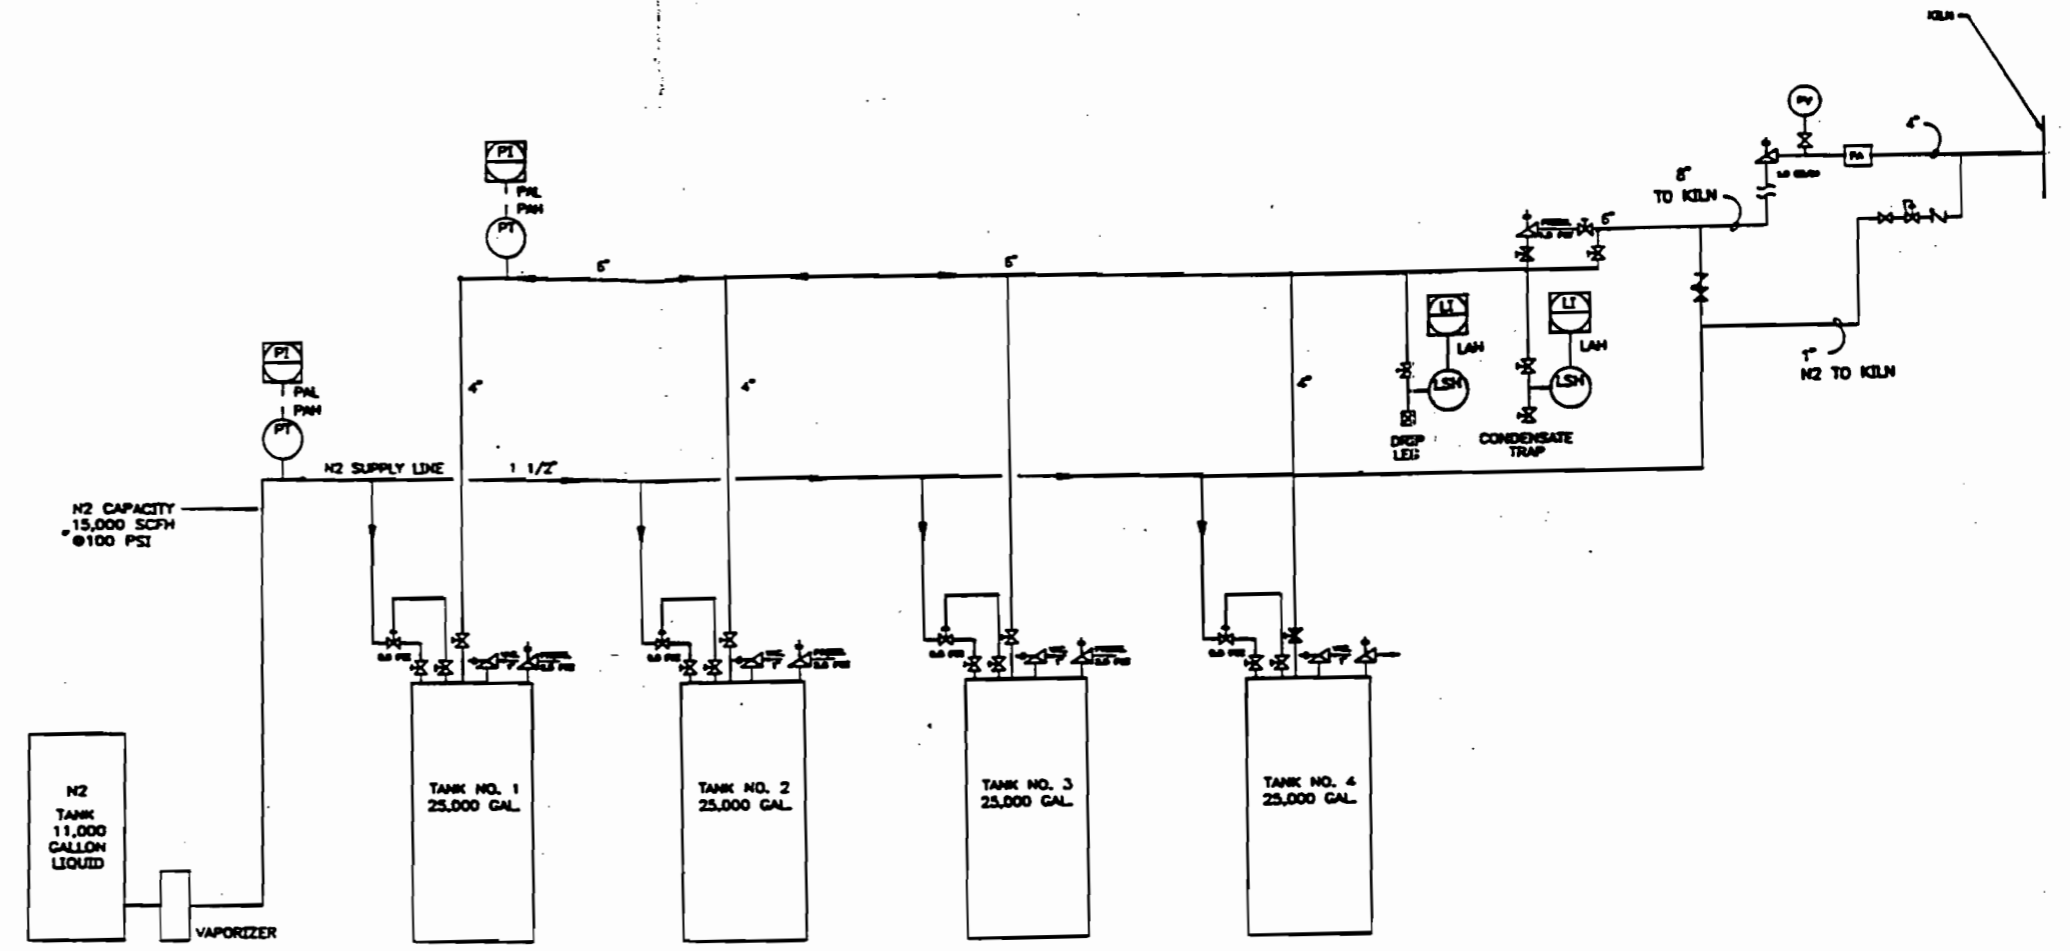 KILN
PV
4"
8"
TO KILN
6"
PI
PAL
PAH
PT
6"
6"
LI
LAH
LSH
LI
LAH
LSH
1"
N2 TO KILN
DRIP
LEG
CONDENSATE
TRAP
PI
PAL
PAH
PT
4"
4"
4"
N2 SUPPLY LINE
1 1/2"
N2 CAPACITY
15,000 SCFH
@100 PSI
TANK NO. 1
25,000 GAL.
TANK NO. 2
25,000 GAL.
TANK NO. 3
25,000 GAL.
TANK NO. 4
25,000 GAL.
N2
TANK
11,000
GALLON
LIQUID
VAPORIZER